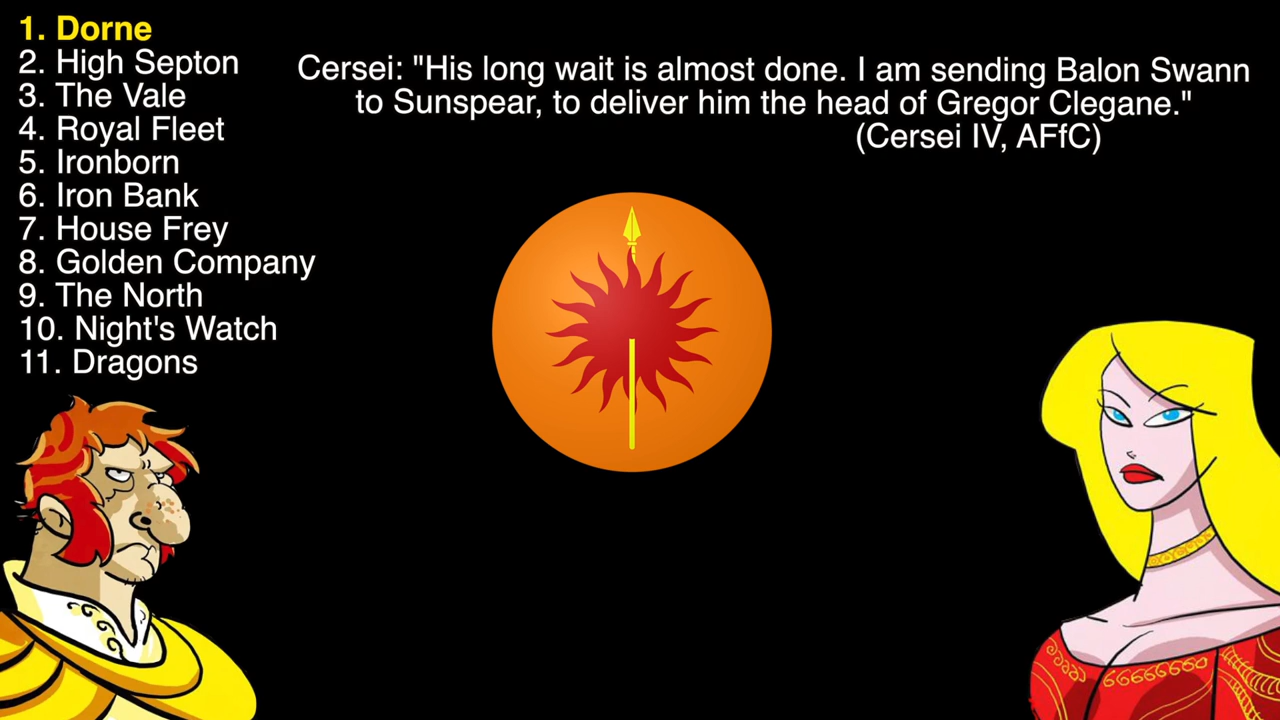 1. Dorne
2. High Septon
3. The Vale
4. Royal Fleet
5. Ironborn
6. Iron Bank
7. House Frey
8. Golden Company
9. The North
10. Night's Watch
11. Dragons
Cersei: "His long wait is almost done. I am sending Balon Swann
to Sunspear, to deliver him the head of Gregor Clegane."
(Cersei IV, AFfC)